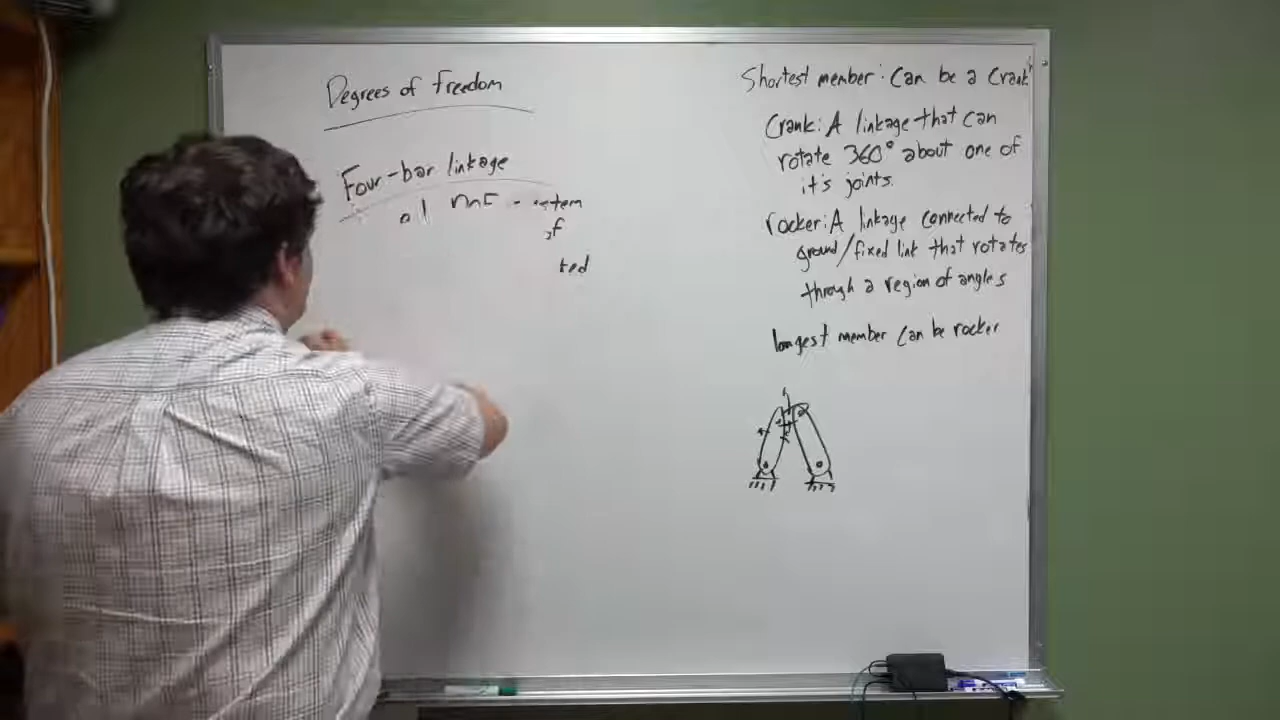 Degrees of freedom
Four-bar linkage
Shortest member: Can be a Crank
Crank: A linkage that can
rotate 360° about one of
it's joints.
rocker: A linkage connected to
ground/fixed link that rotates
through a region of angles
longest member can be rocker